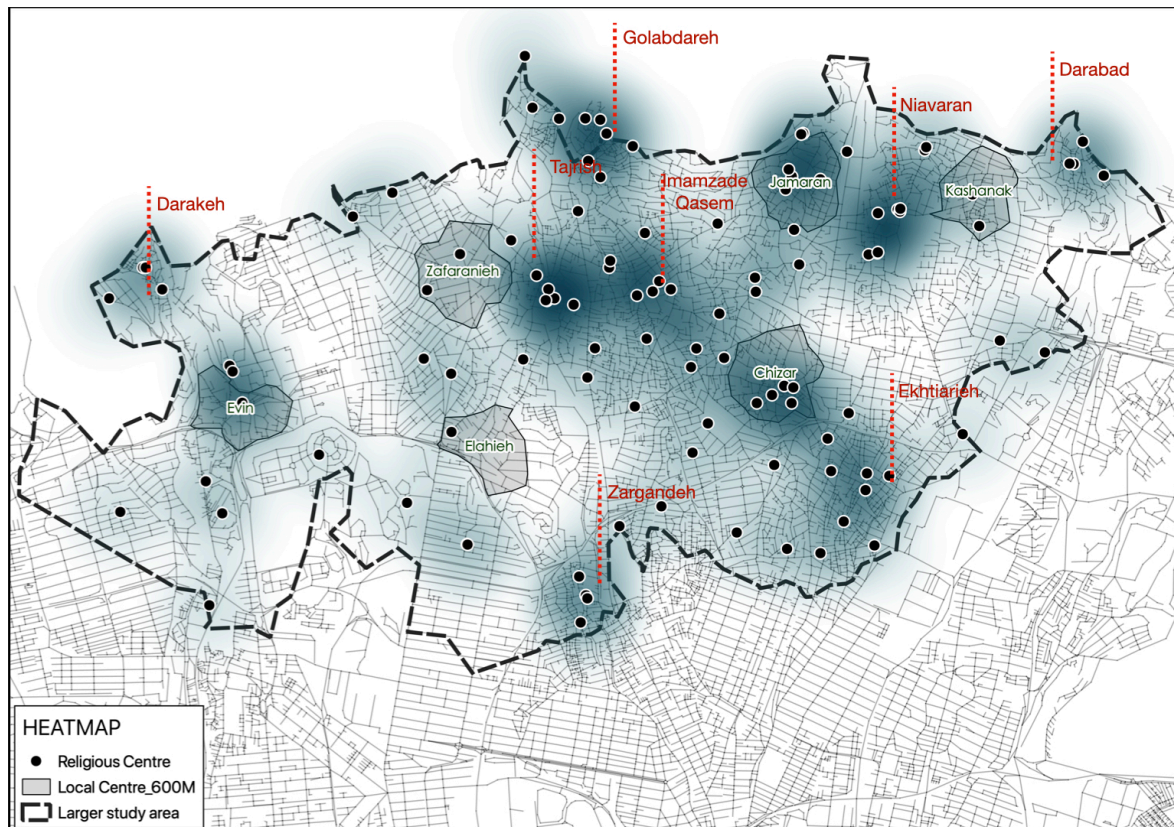 Golabdareh
Darabad
Niavaran
Tajrish
Imamzade
Qasem
Jamaran
Kashanak
Darakeh
Zafaranieh
Chizar
Ekhtiarieh
Evin
Elahieh
Zargandeh
HEATMAP
Religious Centre
Local Centre_600M
Larger study area